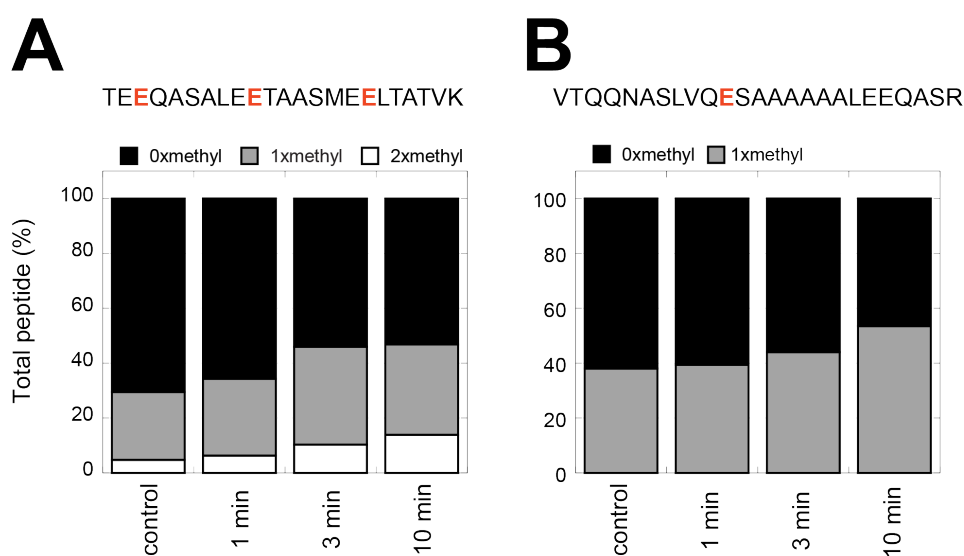 A
B
TEEQASALEETAASMEELTATVK
VTQQNASLVQESAAAAAALEEQASR
0xmethyl 1xmethyl 2xmethyl
0xmethyl 1xmethyl
Total peptide (%)
100
80
60
40
20
0
control
1 min
3 min
10 min
100
80
60
40
20
0
control
1 min
3 min
10 min